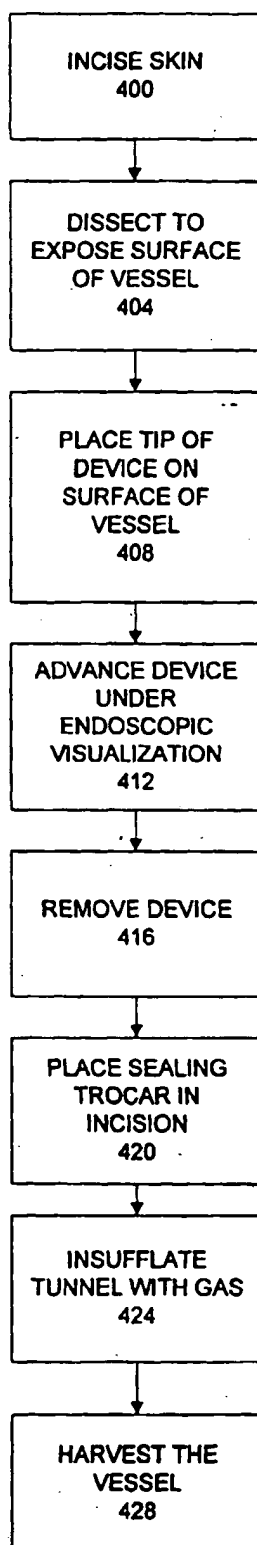 INCISE SKIN
400
DISSECT TO
EXPOSE SURFACE
OF VESSEL
404
PLACE TIP OF
DEVICE ON
SURFACE OF
VESSEL
408
ADVANCE DEVICE
UNDER
ENDOSCOPIC
VISUALIZATION
412
REMOVE DEVICE
416
PLACE SEALING
TROCAR IN
INCISION
420
INSUFFLATE
TUNNEL WITH GAS
424
HARVEST THE
VESSEL
428